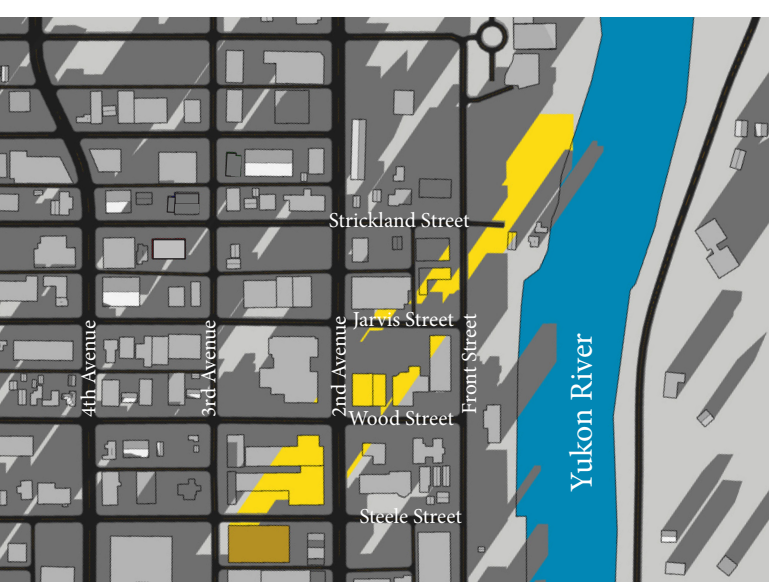 Strickland Street
Jarvis Street
4th Avenue
3rd Avenue
2nd Avenue
Front Street
Wood Street
Yukon River
Steele Street